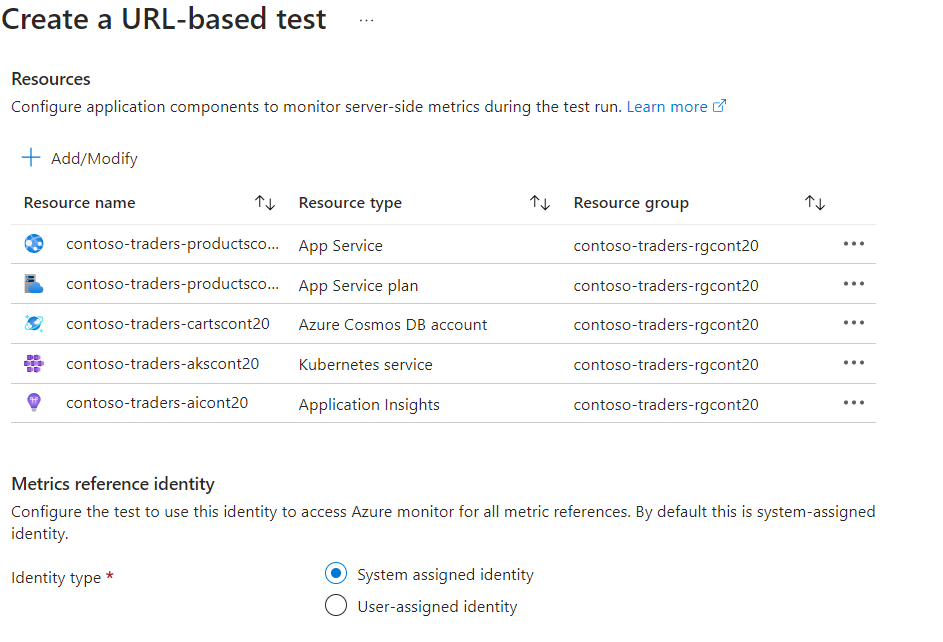 Create a URL-based test ...
Resources
Configure application components to monitor server-side metrics during the test run. Learn more
Add/Modify
Resource name Resource type Resource group
contoso-traders-productsco... App Service contoso-traders-rgcont20
contoso-traders-productsco... App Service plan contoso-traders-rgcont20
contoso-traders-cartscont20 Azure Cosmos DB account contoso-traders-rgcont20
contoso-traders-akscont20 Kubernetes service contoso-traders-rgcont20
contoso-traders-aicont20 Application Insights contoso-traders-rgcont20
Metrics reference identity
Configure the test to use this identity to access Azure monitor for all metric references. By default this is system-assigned
identity.
Identity type * System assigned identity
User-assigned identity